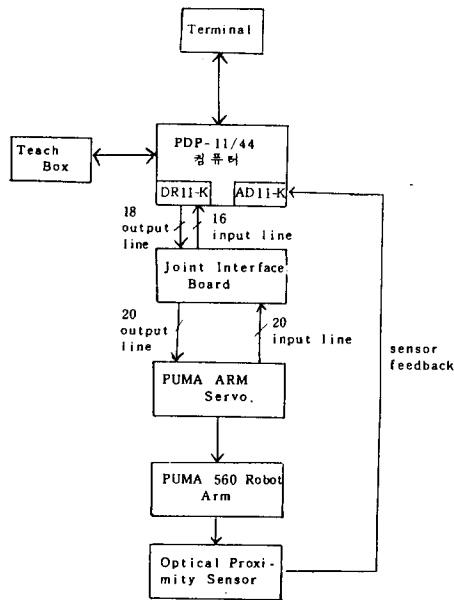 Terminal
PDP-11/44
컴퓨터
Teach
Box
DR11-K
AD11-K
18
output
line
16
input line
Joint Interface
Board
20
output
line
20
input line
sensor
feedback
PUMA ARM
Servo.
PUMA 560 Robot
Arm
Optical Proxi-
mity Sensor